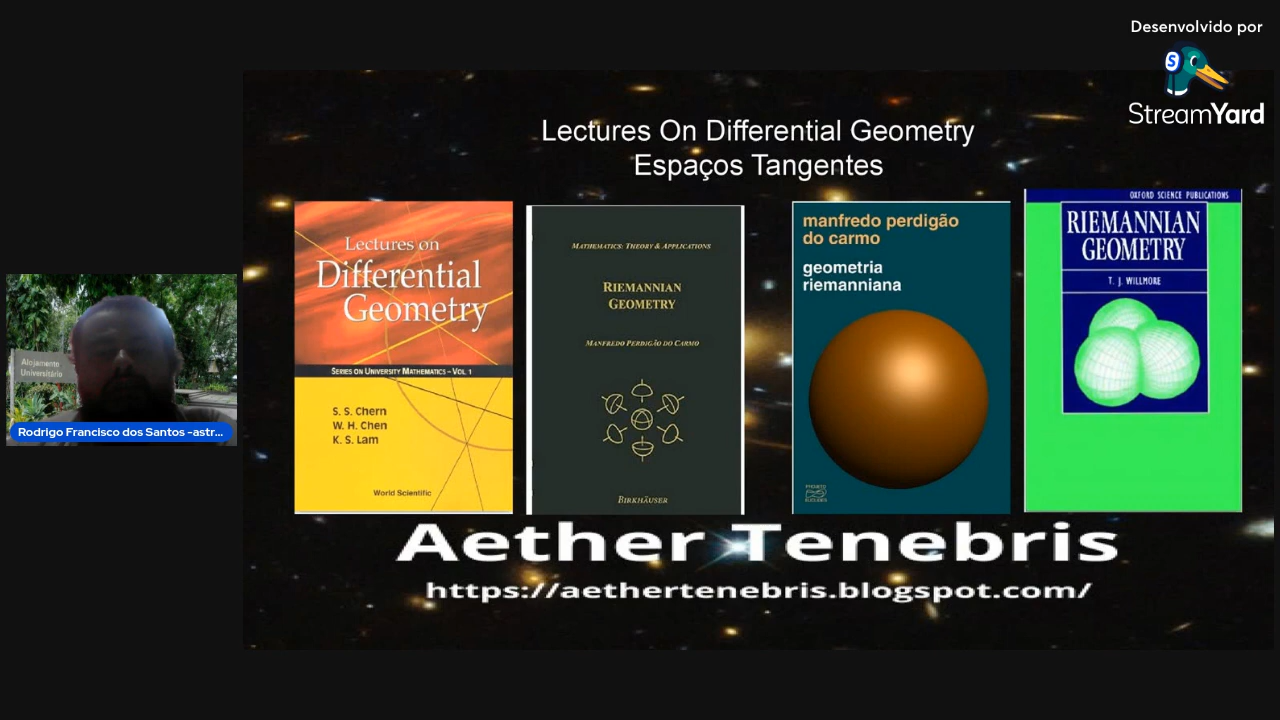 Desenvolvido por
StreamYard
Lectures On Differential Geometry
Espaços Tangentes
Lectures on
Differential
Geometry
SERIES ON UNIVERSITY MATHEMATICS – VOL. 1
S. S. Chern
W. H. Chen
K. S. Lam
World Scientific
MATHEMATICS: THEORY & APPLICATIONS
RIEMANNIAN
GEOMETRY
MANFREDO PERDIGÃO DO CARMO
BIRKHÄUSER
manfredo perdigão
do carmo
geometria
riemanniana
PROJETO
EUCLIDES
OXFORD SCIENCE PUBLICATIONS
RIEMANNIAN
GEOMETRY
T. J. WILLMORE
Alojamento
Universitário
Rodrigo Francisco dos Santos -astr...
Aether Tenebris
https://aethertenebris.blogspot.com/